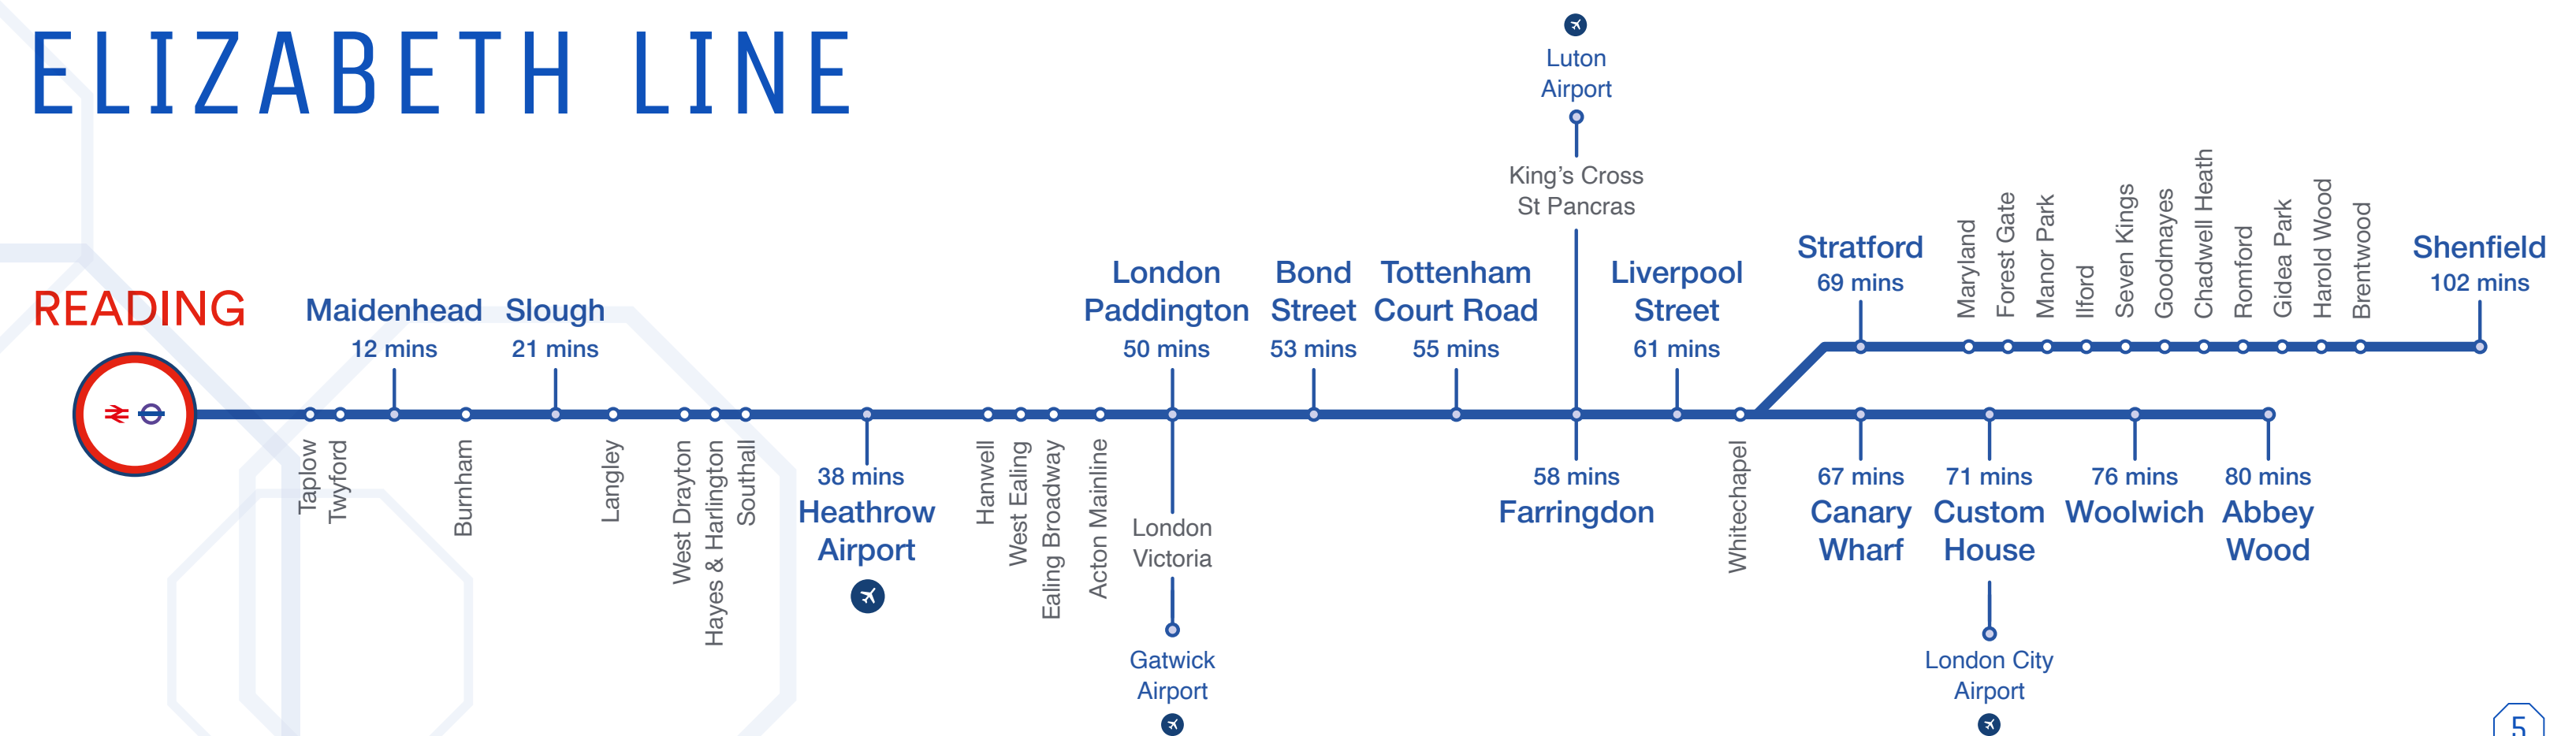 ELIZABETH LINE
Luton
Airport
King's Cross
St Pancras
READING
Maidenhead
12 mins
Slough
21 mins
London
Paddington
50 mins
Bond
Street
53 mins
Tottenham
Court Road
55 mins
Liverpool
Street
61 mins
Stratford
69 mins
Maryland
Forest Gate
Manor Park
Ilford
Seven Kings
Goodmayes
Chadwell Heath
Romford
Gidea Park
Harold Wood
Brentwood
Shenfield
102 mins
Taplow
Twyford
Burnham
Langley
West Drayton
Hayes & Harlington
Southall
38 mins
Heathrow
Airport
Hanwell
West Ealing
Ealing Broadway
Acton Mainline
London
Victoria
Gatwick
Airport
58 mins
Farringdon
Whitechapel
67 mins
Canary
Wharf
71 mins
Custom
House
London City
Airport
76 mins
Woolwich
80 mins
Abbey
Wood
5